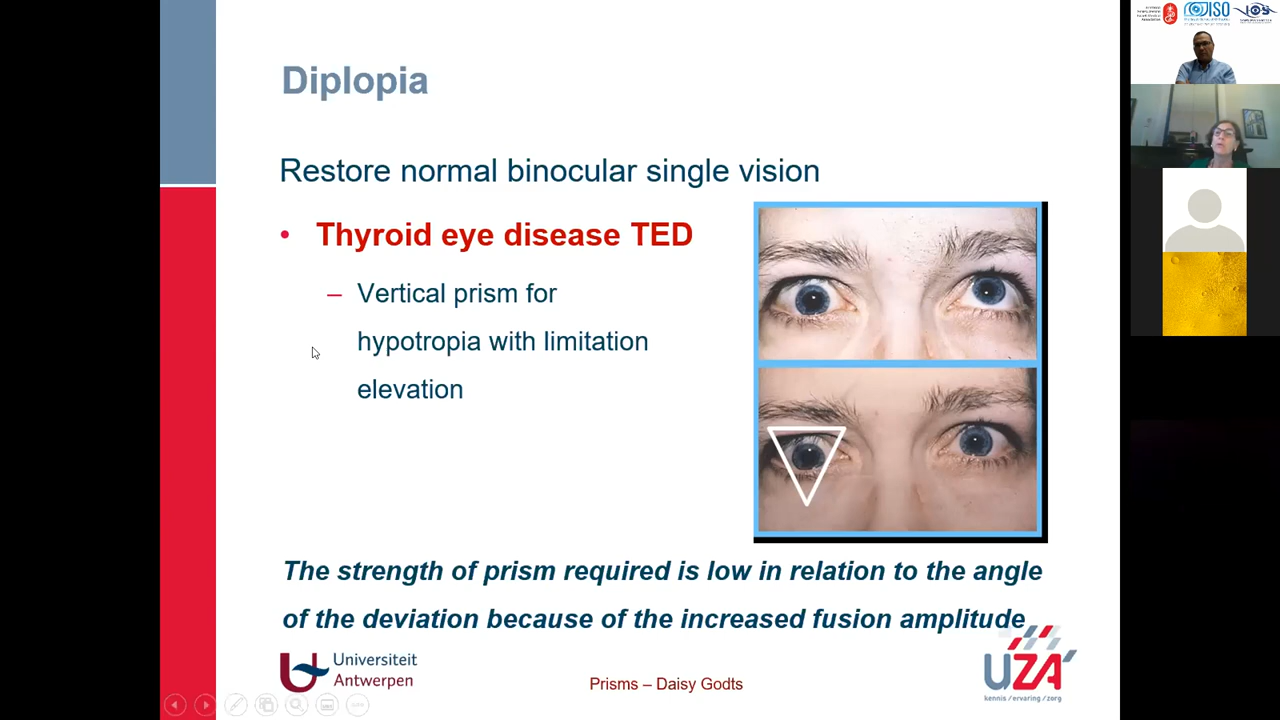 Diplopia
Restore normal binocular single vision
• Thyroid eye disease TED
– Vertical prism for
hypotropia with limitation
elevation
The strength of prism required is low in relation to the angle
of the deviation because of the increased fusion amplitude
Universiteit
Antwerpen
Prisms – Daisy Godts
UZA
kennis / ervaring / zorg
ISO
IOS